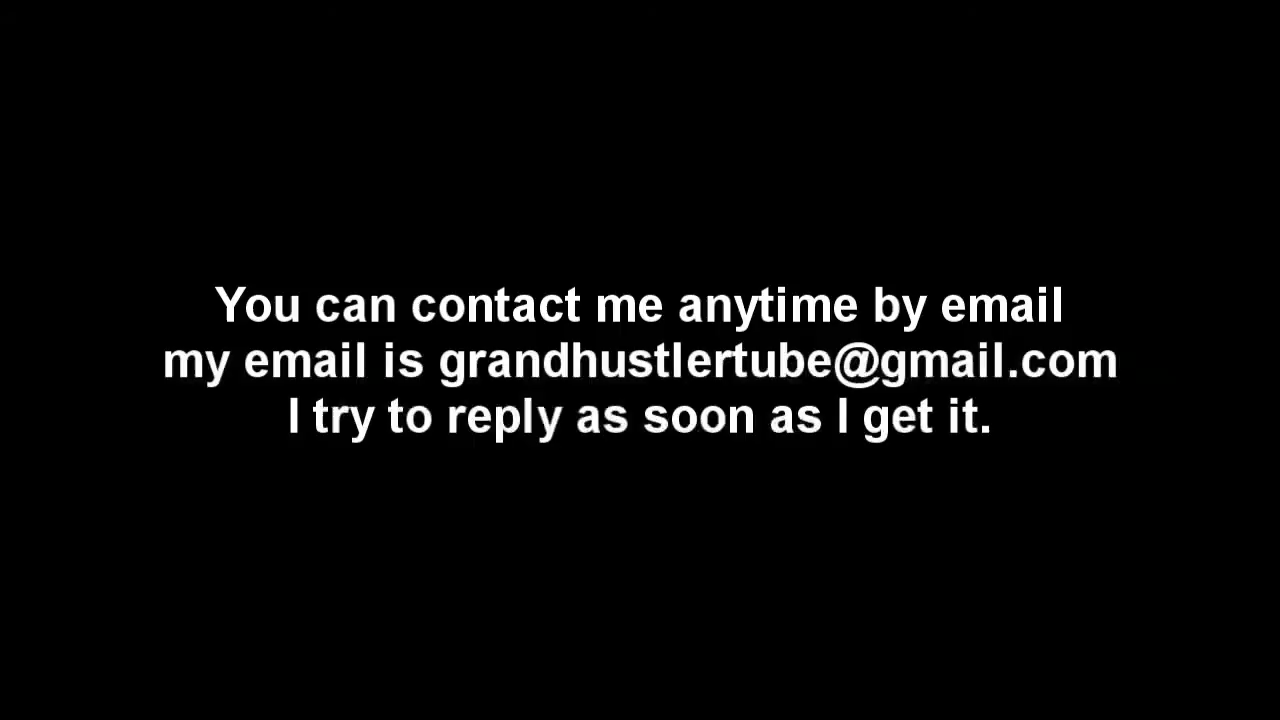 You can contact me anytime by email
my email is grandhustlertube@gmail.com
I try to reply as soon as I get it.